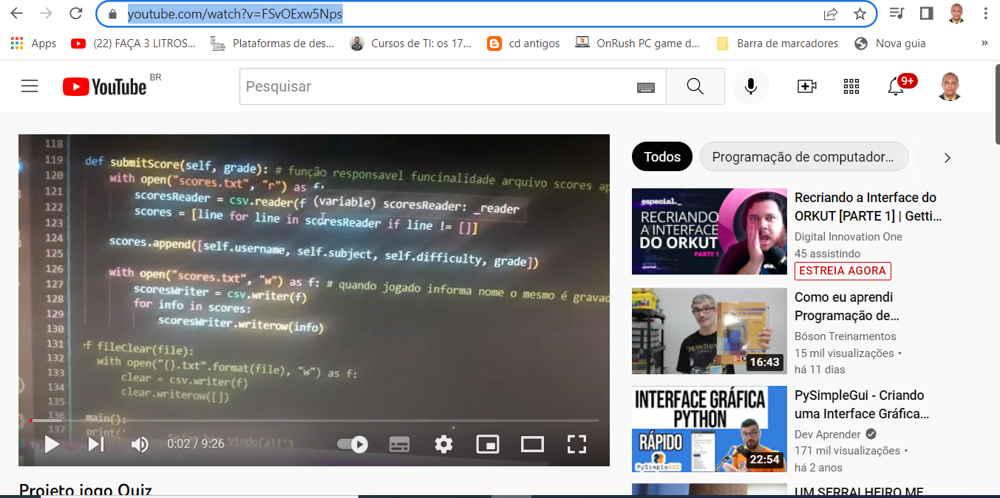 youtube.com/watch?v=FSvOExw5Nps
Apps
(22) FAÇA 3 LITROS...
Plataformas de des...
Cursos de TI: os 17...
cd antigos
OnRush PC game d...
Barra de marcadores
Nova guia
»
YouTube BR
Pesquisar
9+
118
119 def submitScore(self, grade): # função responsavel funcinalidade arquivo scores ap
120 with open("scores.txt", "r") as f:
121 scoresReader = csv.reader(f (variable) scoresReader: _reader
122 scores = [line for line in scoresReader if line != []]
123
124 scores.append([self.username, self.subject, self.difficulty, grade])
125
126 with open("scores.txt", "w") as f: # quando jogado informa nome o mesmo é gravad
127 scoresWriter = csv.writer(f)
128 for info in scores:
129 scoresWriter.writerow(info)
130
131 f fileClear(file):
132 with open("{}.txt".format(file), "w") as f:
133 clear = csv.writer(f)
134 clear.writerow([])
135
136 main():
137 print('
0:02 / 9:26
Projeto jogo Quiz
Todos
Programação de computador...
especial._
RECRIANDO
A INTERFACE
DO ORKUT
PARTE 1
Recriando a Interface do
ORKUT [PARTE 1] | Getti...
Digital Innovation One
45 assistindo
ESTREIA AGORA
16:43
Como eu aprendi
Programação de...
Bóson Treinamentos
15 mil visualizações •
há 11 dias
INTERFACE GRÁFICA
PYTHON
RÁPIDO
PySimpleGUI
22:54
PySimpleGui - Criando
uma Interface Gráfica...
Dev Aprender
171 mil visualizações •
há 2 anos
UM SERRALHEIRO ME